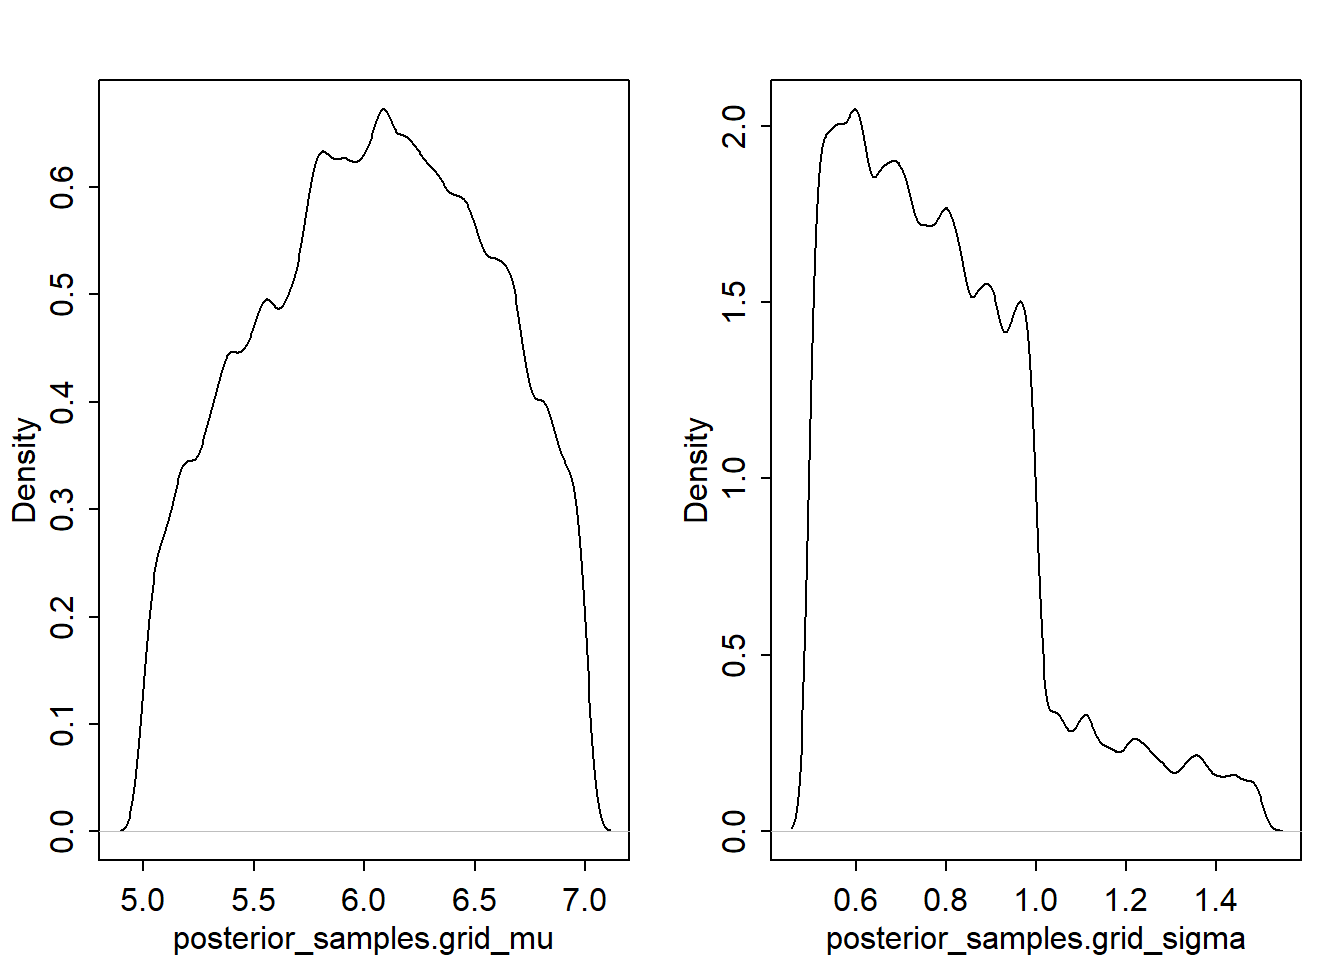 Density
0.0 0.1 0.2 0.3 0.4 0.5 0.6
5.0 5.5 6.0 6.5 7.0
posterior_samples.grid_mu
Density
0.0 0.5 1.0 1.5 2.0
0.6 0.8 1.0 1.2 1.4
posterior_samples.grid_sigma